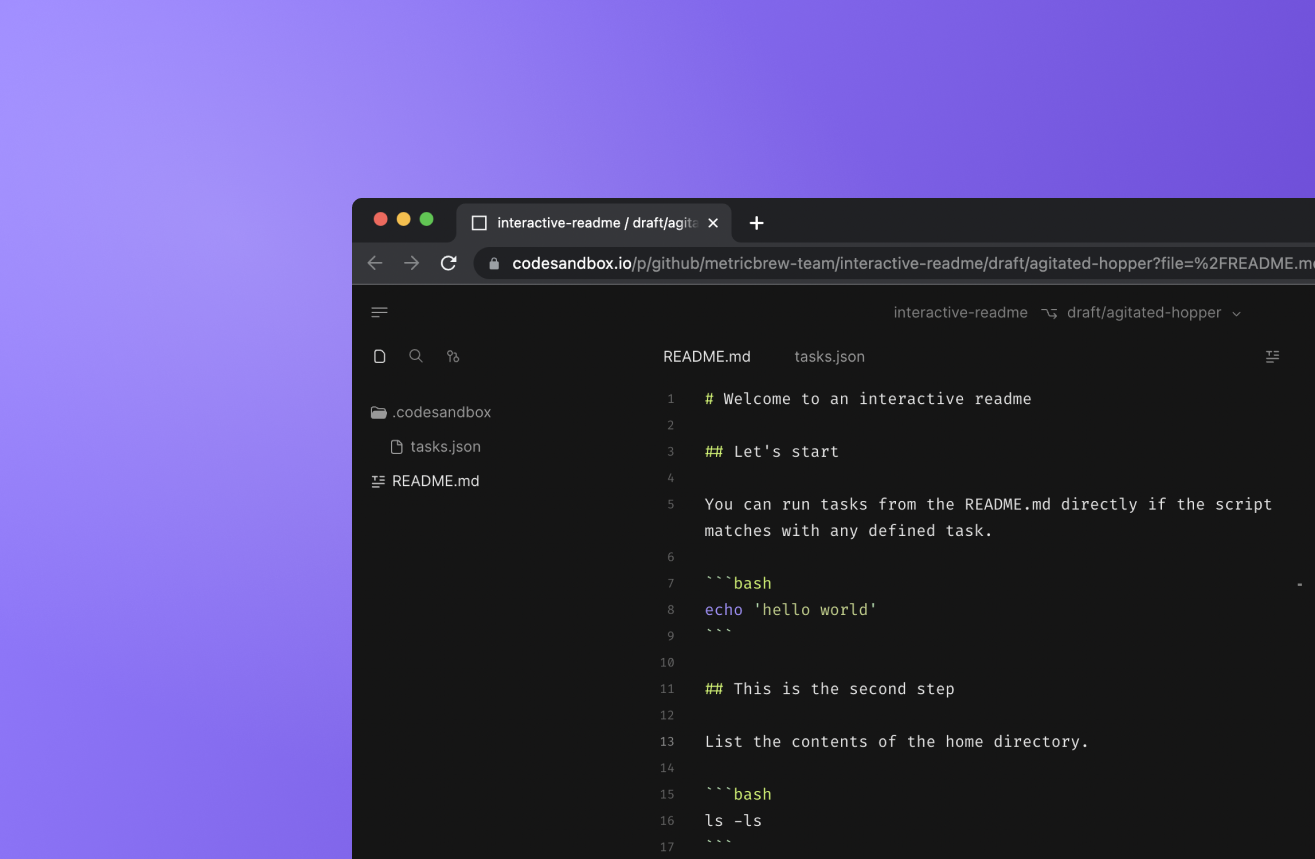 interactive-readme / draft/agita
codesandbox.io/p/github/metricbrew-team/interactive-readme/draft/agitated-hopper?file=%2FREADME.m
interactive-readme draft/agitated-hopper
README.md tasks.json
.codesandbox
tasks.json
README.md
1 # Welcome to an interactive readme
2
3 ## Let's start
4
5 You can run tasks from the README.md directly if the script
matches with any defined task.
6
7 ```bash
8 echo 'hello world'
9 ```
10
11 ## This is the second step
12
13 List the contents of the home directory.
14
15 ```bash
16 ls -ls
17 ```